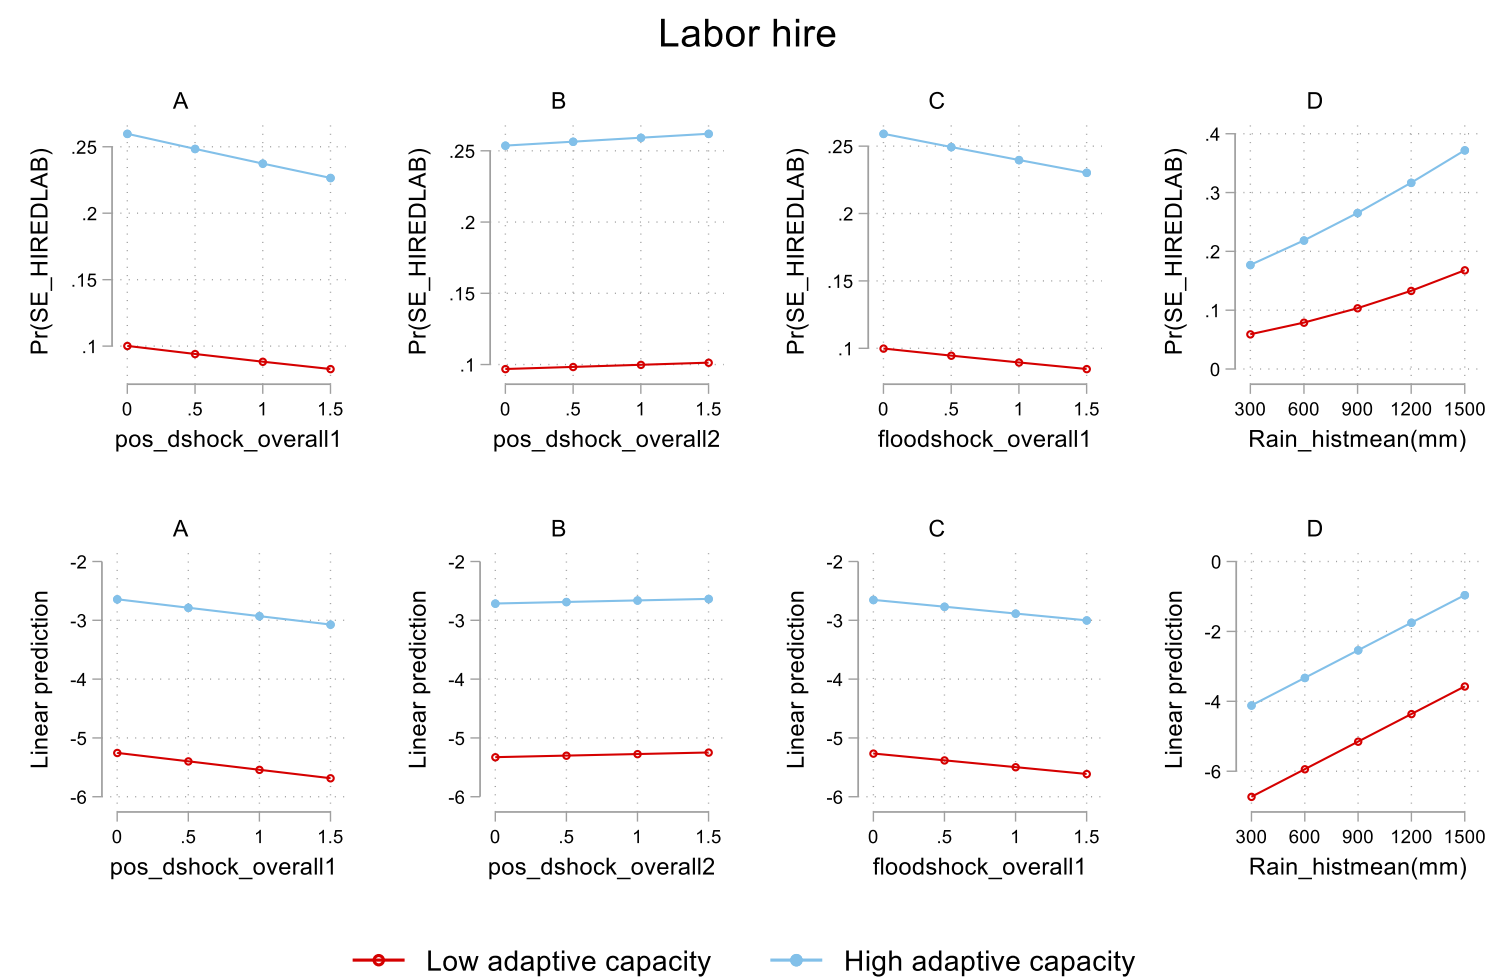 Labor hire
A
Pr(SE_HIREDLAB)
.25
.2
.15
.1
0 .5 1 1.5
pos_dshock_overall1
B
Pr(SE_HIREDLAB)
.25
.2
.15
.1
0 .5 1 1.5
pos_dshock_overall2
C
Pr(SE_HIREDLAB)
.25
.2
.15
.1
0 .5 1 1.5
floodshock_overall1
D
Pr(SE_HIREDLAB)
.4
.3
.2
.1
0
300 600 900 1200 1500
Rain_histmean(mm)
A
Linear prediction
-2
-3
-4
-5
-6
0 .5 1 1.5
pos_dshock_overall1
B
Linear prediction
-2
-3
-4
-5
-6
0 .5 1 1.5
pos_dshock_overall2
C
Linear prediction
-2
-3
-4
-5
-6
0 .5 1 1.5
floodshock_overall1
D
Linear prediction
0
-2
-4
-6
300 600 900 1200 1500
Rain_histmean(mm)
Low adaptive capacity
High adaptive capacity